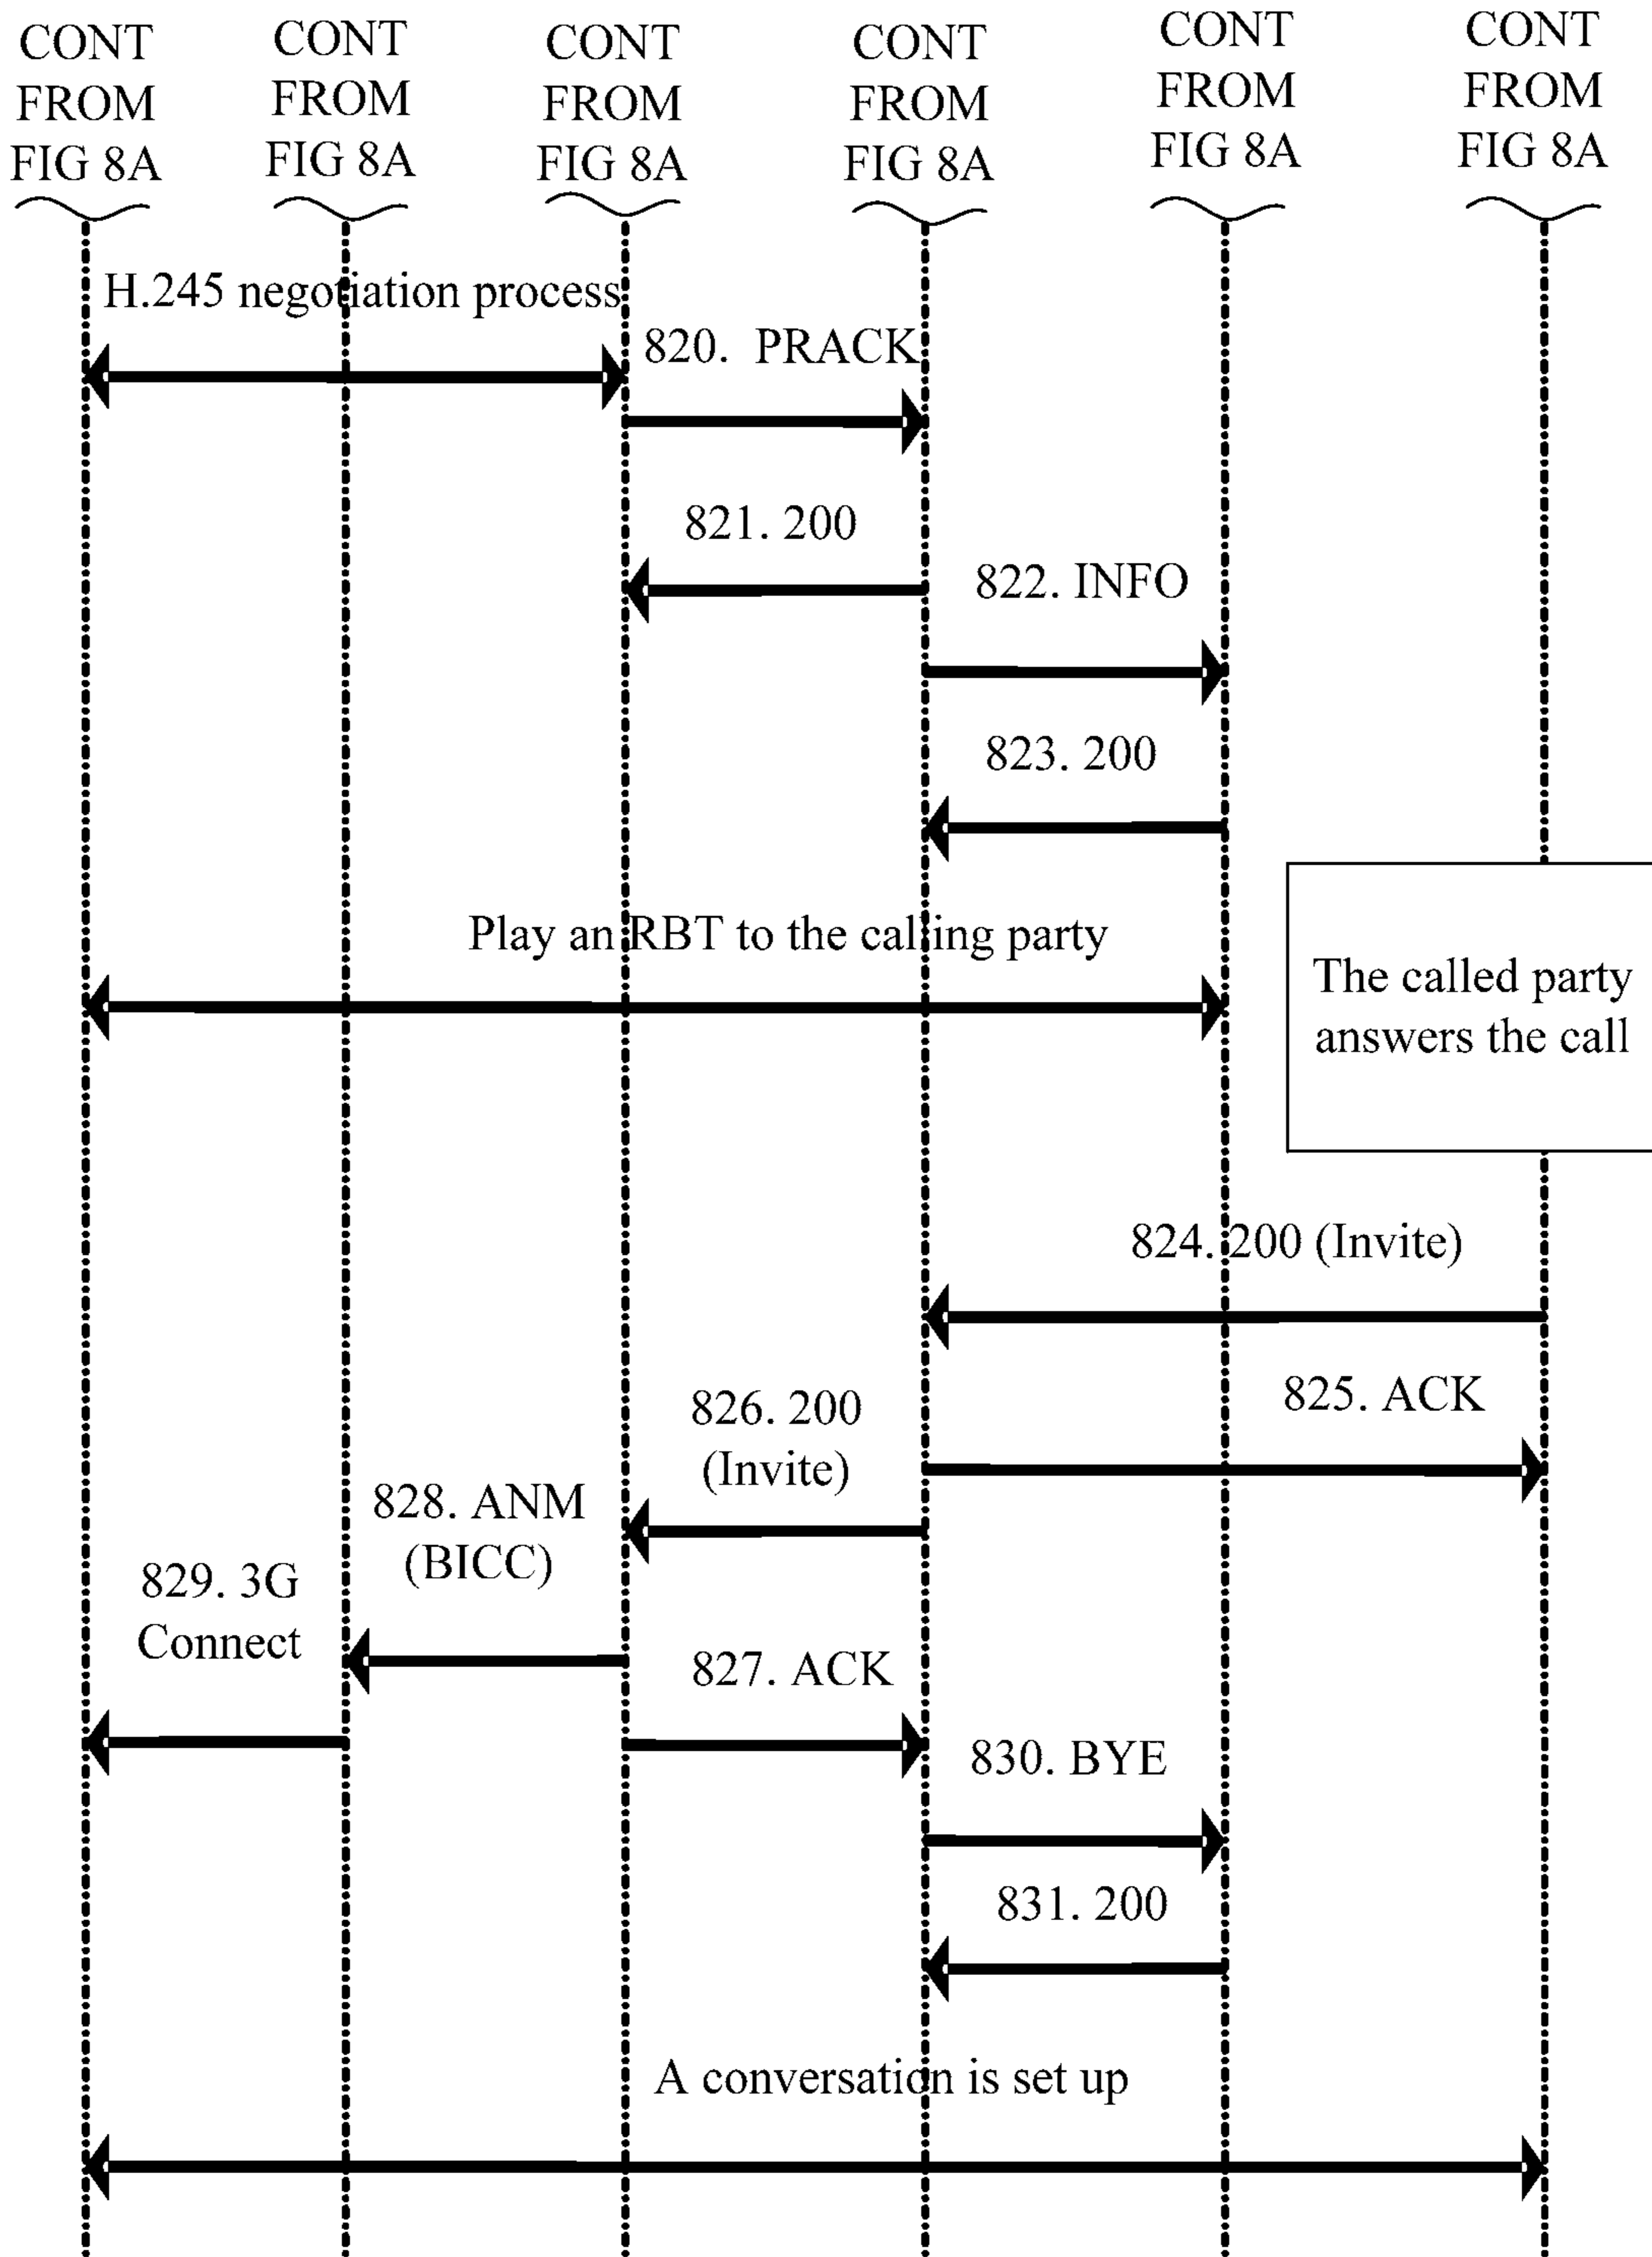 CONT
FROM
FIG 8A
CONT
FROM
FIG 8A
CONT
FROM
FIG 8A
CONT
FROM
FIG 8A
CONT
FROM
FIG 8A
CONT
FROM
FIG 8A
H.245 negotiation process
820. PRACK
821. 200
822. INFO
823. 200
Play an RBT to the calling party
The called party
answers the call
824. 200 (Invite)
825. ACK
826. 200
(Invite)
828. ANM
(BICC)
829. 3G
Connect
827. ACK
830. BYE
831. 200
A conversation is set up